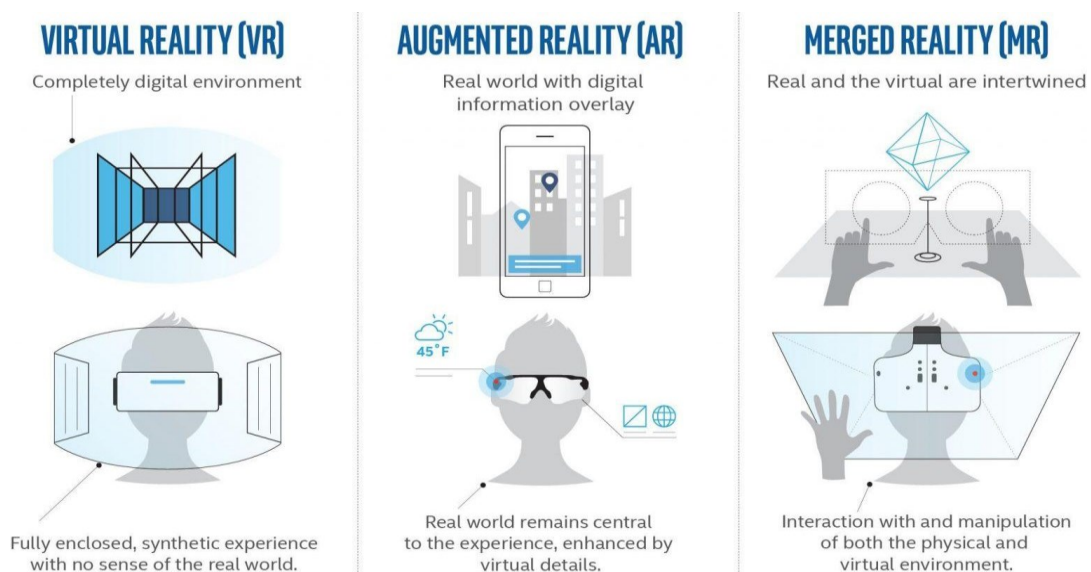 VIRTUAL REALITY (VR)
Completely digital environment
Fully enclosed, synthetic experience
with no sense of the real world.
AUGMENTED REALITY (AR)
Real world with digital
information overlay
45°F
Real world remains central
to the experience, enhanced by
virtual details.
MERGED REALITY (MR)
Real and the virtual are intertwined
Interaction with and manipulation
of both the physical and
virtual environment.